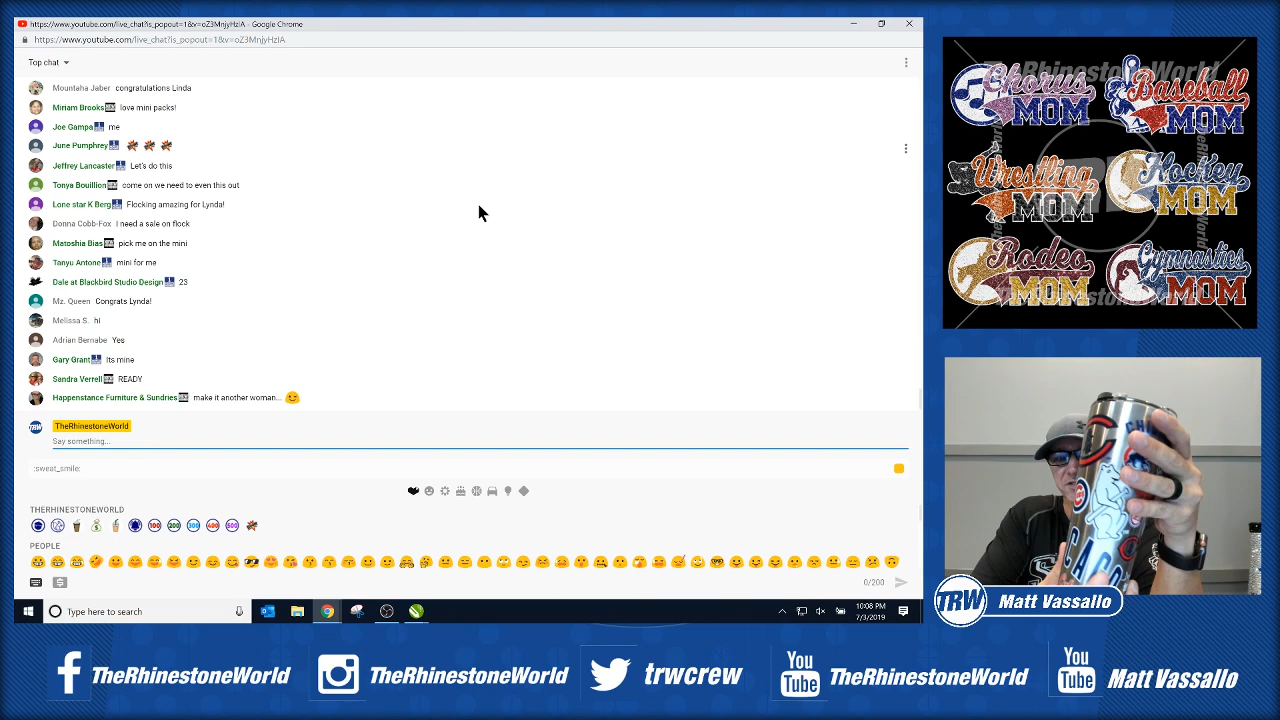 https://www.youtube.com/live_chat?is_popout=1&v=oZ3MnjyHzIA - Google Chrome
https://www.youtube.com/live_chat?is_popout=1&v=oZ3MnjyHzIA
Top chat
Mountaha Jaber congratulations Linda
Miriam Brooks love mini packs!
Joe Gampa me
June Pumphrey
Jeffrey Lancaster Let's do this
Tonya Bouillion come on we need to even this out
Lone star K Berg Flocking amazing for Lynda!
Donna Cobb-Fox I need a sale on flock
Matoshia Bias pick me on the mini
Tanyu Antone mini for me
Dale at Blackbird Studio Design 23
Mz. Queen Congrats Lynda!
Melissa S. hi
Adrian Bernabe Yes
Gary Grant Its mine
Sandra Verrell READY
Happenstance Furniture & Sundries make it another woman...
TheRhinestoneWorld
Say something...
:sweat_smile:
THERHINESTONEWORLD
100 200 300 400 500
PEOPLE
0/200
Type here to search
10:08 PM
7/3/2019
TheRhinestoneWorld
Chorus MOM
Baseball MOM
Wrestling MOM
Hockey MOM
Rodeo MOM
Gymnastics MOM
TheRhinestoneWorld
TRW Matt Vassallo
TheRhinestoneWorld
TheRhinestoneWorld
trwcrew
You Tube TheRhinestoneWorld
You Tube Matt Vassallo